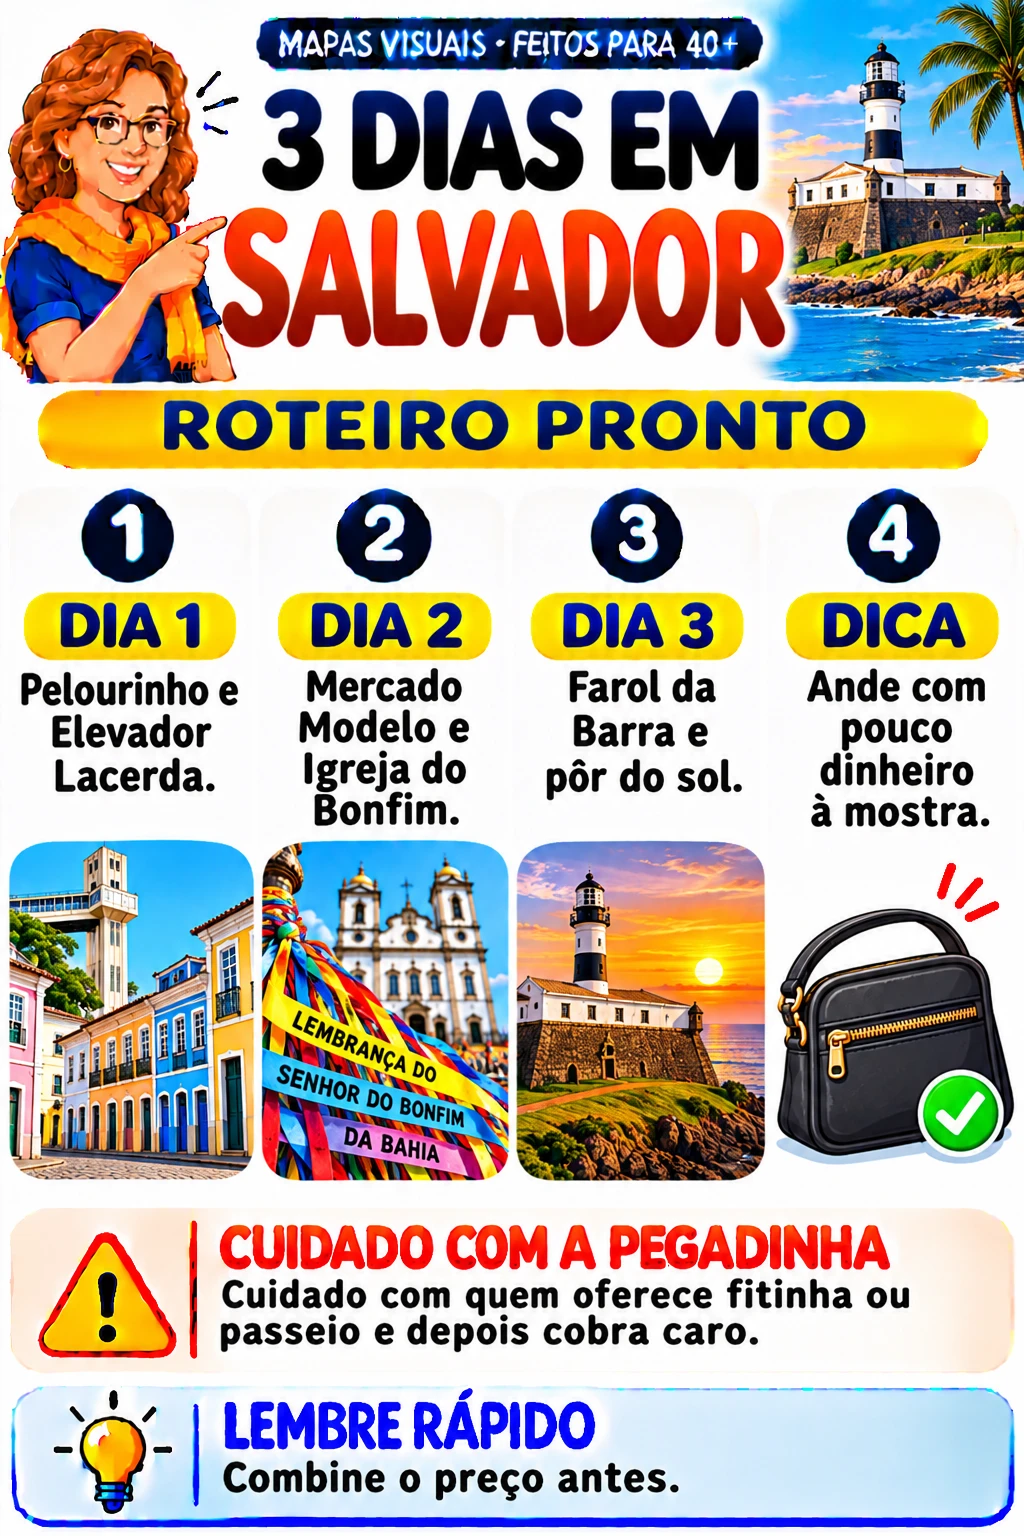 MAPAS VISUAIS · FEITOS PARA 40+
3 DIAS EM
SALVADOR
ROTEIRO PRONTO
1
DIA 1
Pelourinho e
Elevador
Lacerda.
2
DIA 2
Mercado
Modelo e
Igreja do
Bonfim.
3
DIA 3
Farol da
Barra e
pôr do sol.
4
DICA
Ande com
pouco
dinheiro
à mostra.
LEMBRANÇA DO
SENHOR DO BONFIM
DA BAHIA
CUIDADO COM A PEGADINHA
Cuidado com quem oferece fitinha ou
passeio e depois cobra caro.
LEMBRE RÁPIDO
Combine o preço antes.